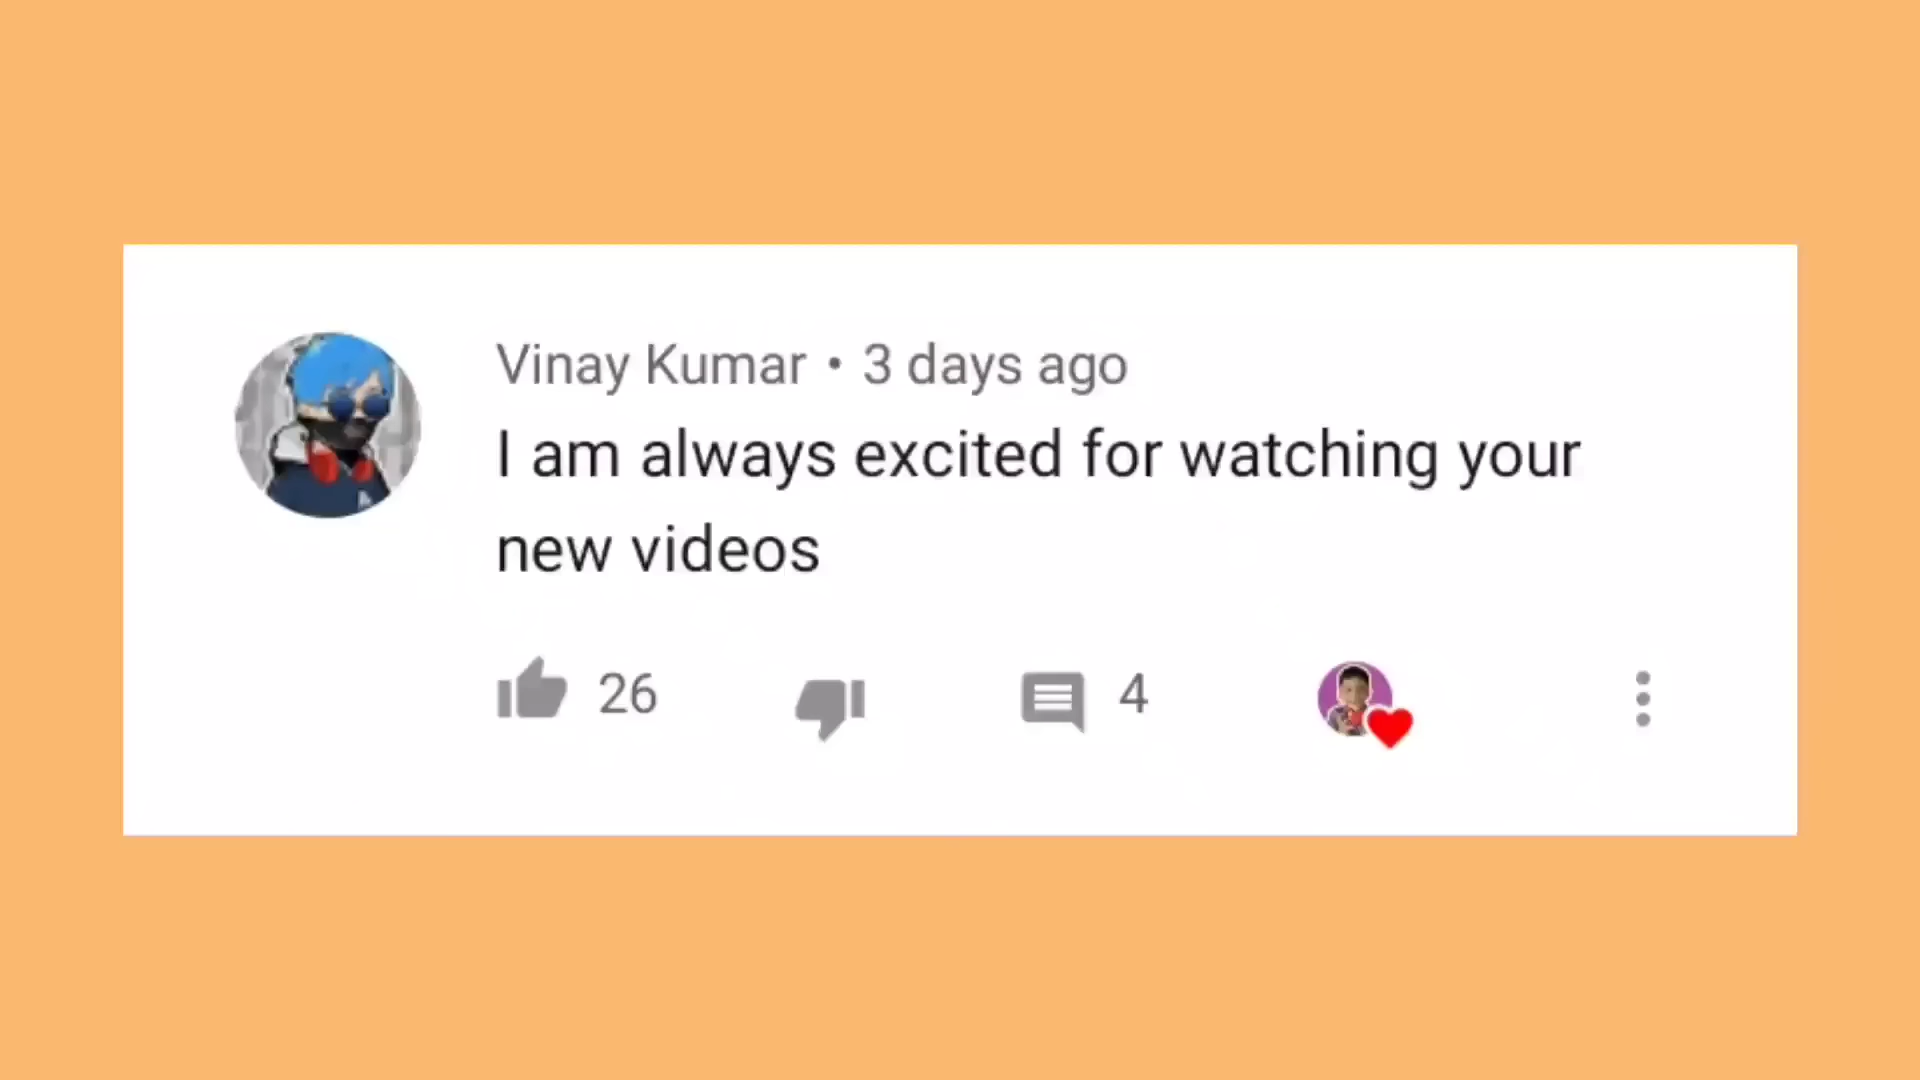 Vinay Kumar • 3 days ago
I am always excited for watching your
new videos
26 4